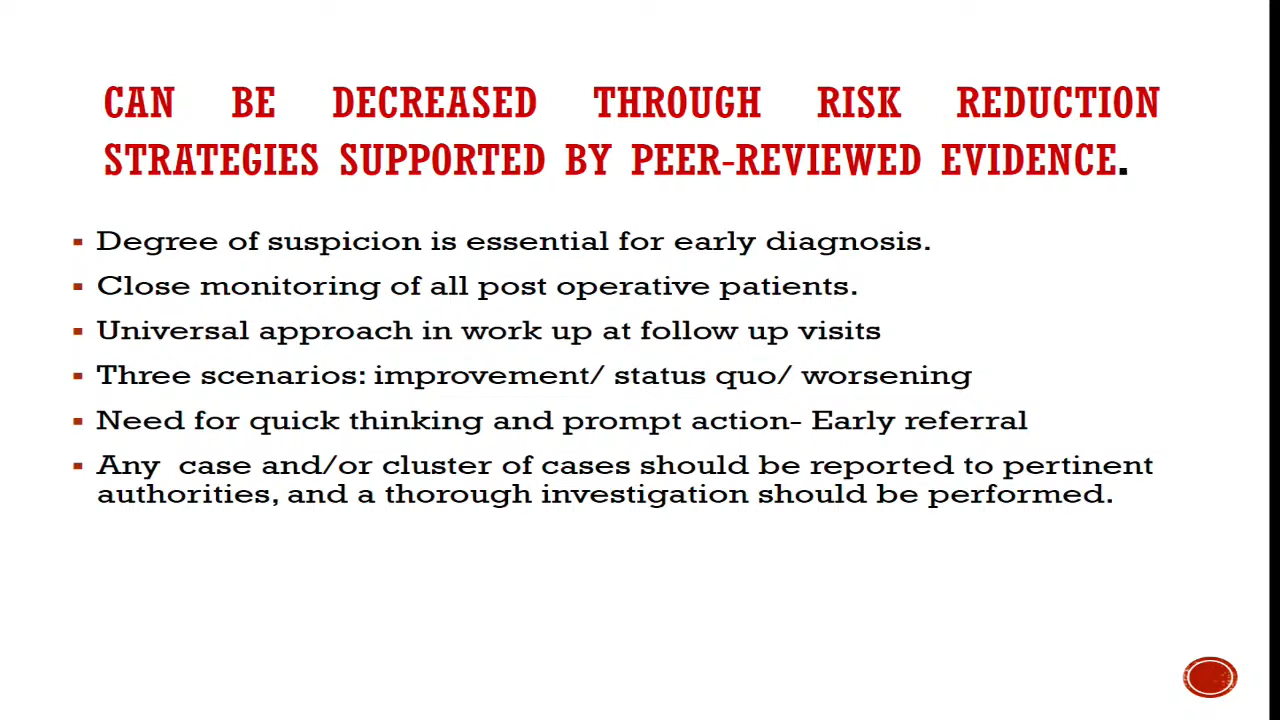 CAN BE DECREASED THROUGH RISK REDUCTION
STRATEGIES SUPPORTED BY PEER-REVIEWED EVIDENCE.
▪ Degree of suspicion is essential for early diagnosis.
▪ Close monitoring of all post operative patients.
▪ Universal approach in work up at follow up visits
▪ Three scenarios: improvement/ status quo/ worsening
▪ Need for quick thinking and prompt action- Early referral
▪ Any case and/or cluster of cases should be reported to pertinent
authorities, and a thorough investigation should be performed.